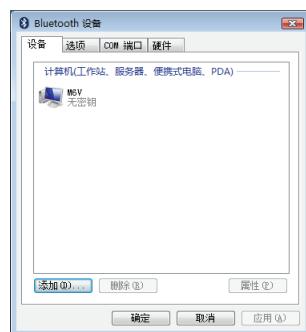 Bluetooth 设备
设备 选项 COM 端口 硬件
计算机(工作站、服务器、便携式电脑、PDA)
M6V
无密钥
添加(D)... 删除(R) 属性(P)
确定 取消 应用(A)